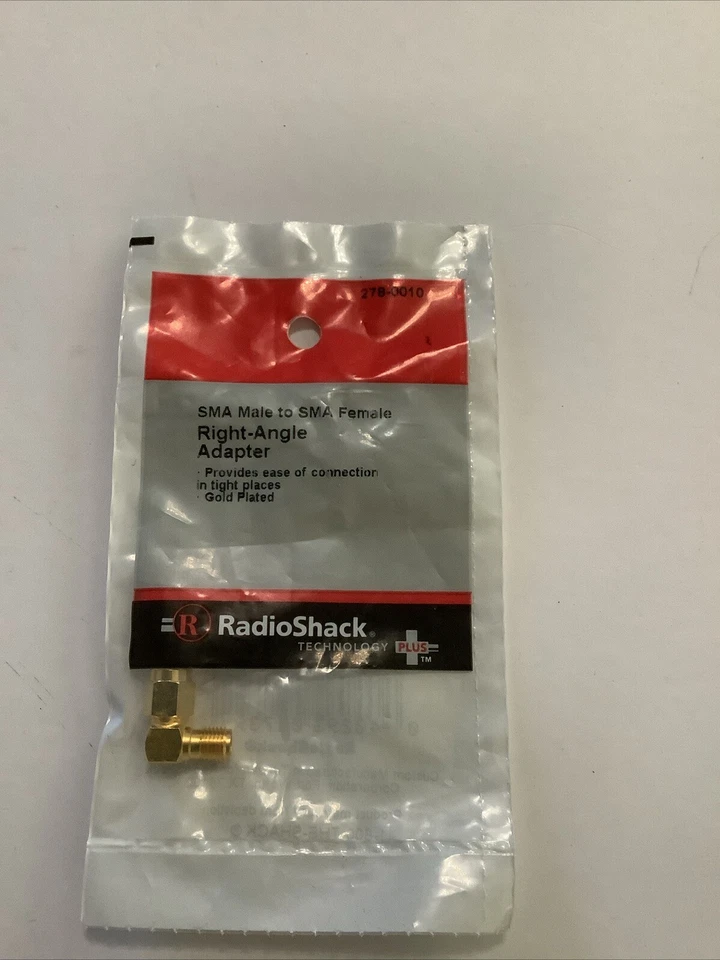 278-0010
SMA Male to SMA Female
Right-Angle
Adapter
· Provides ease of connection
in tight places
· Gold Plated
R RadioShack®
TECHNOLOGY PLUS ™